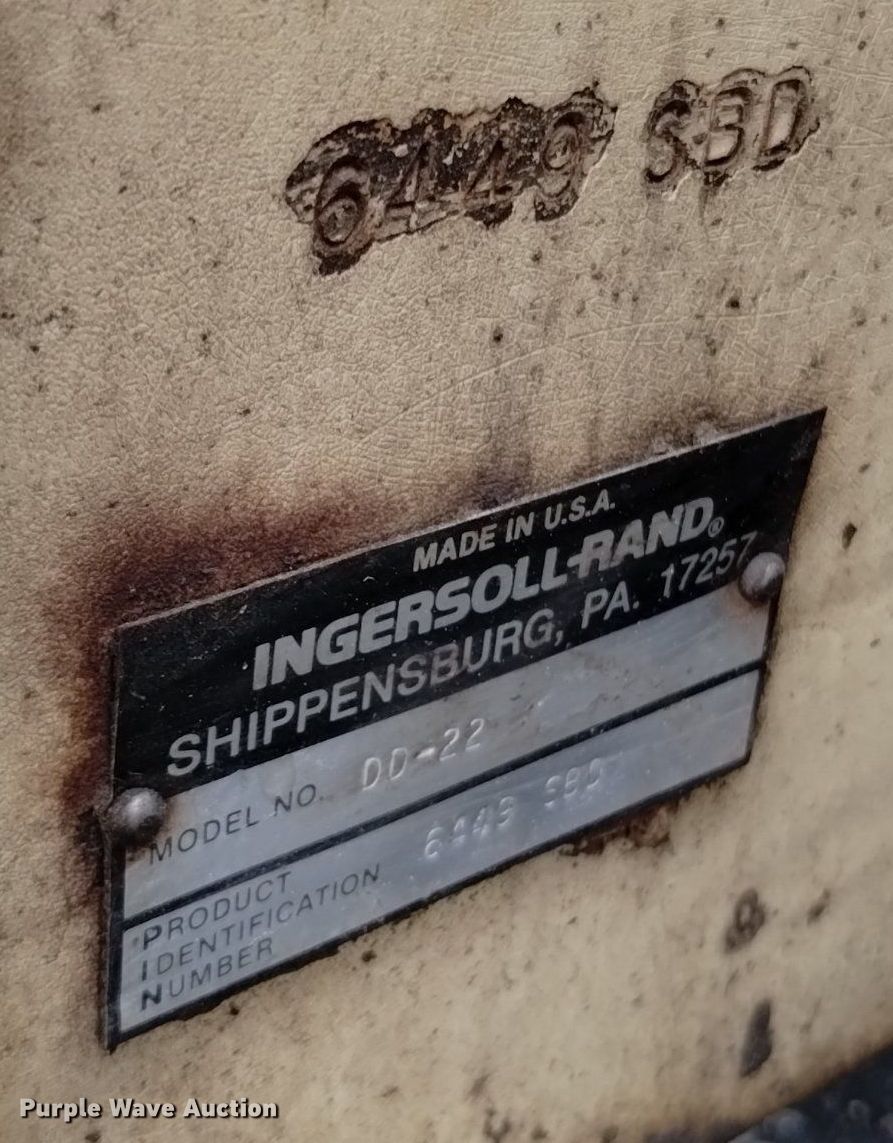 6449 SBD
MADE IN U.S.A.
INGERSOLL-RAND®
SHIPPENSBURG, PA. 17257
MODEL NO. DD-22
PRODUCT
IDENTIFICATION 6449 SBD
NUMBER
Purple Wave Auction